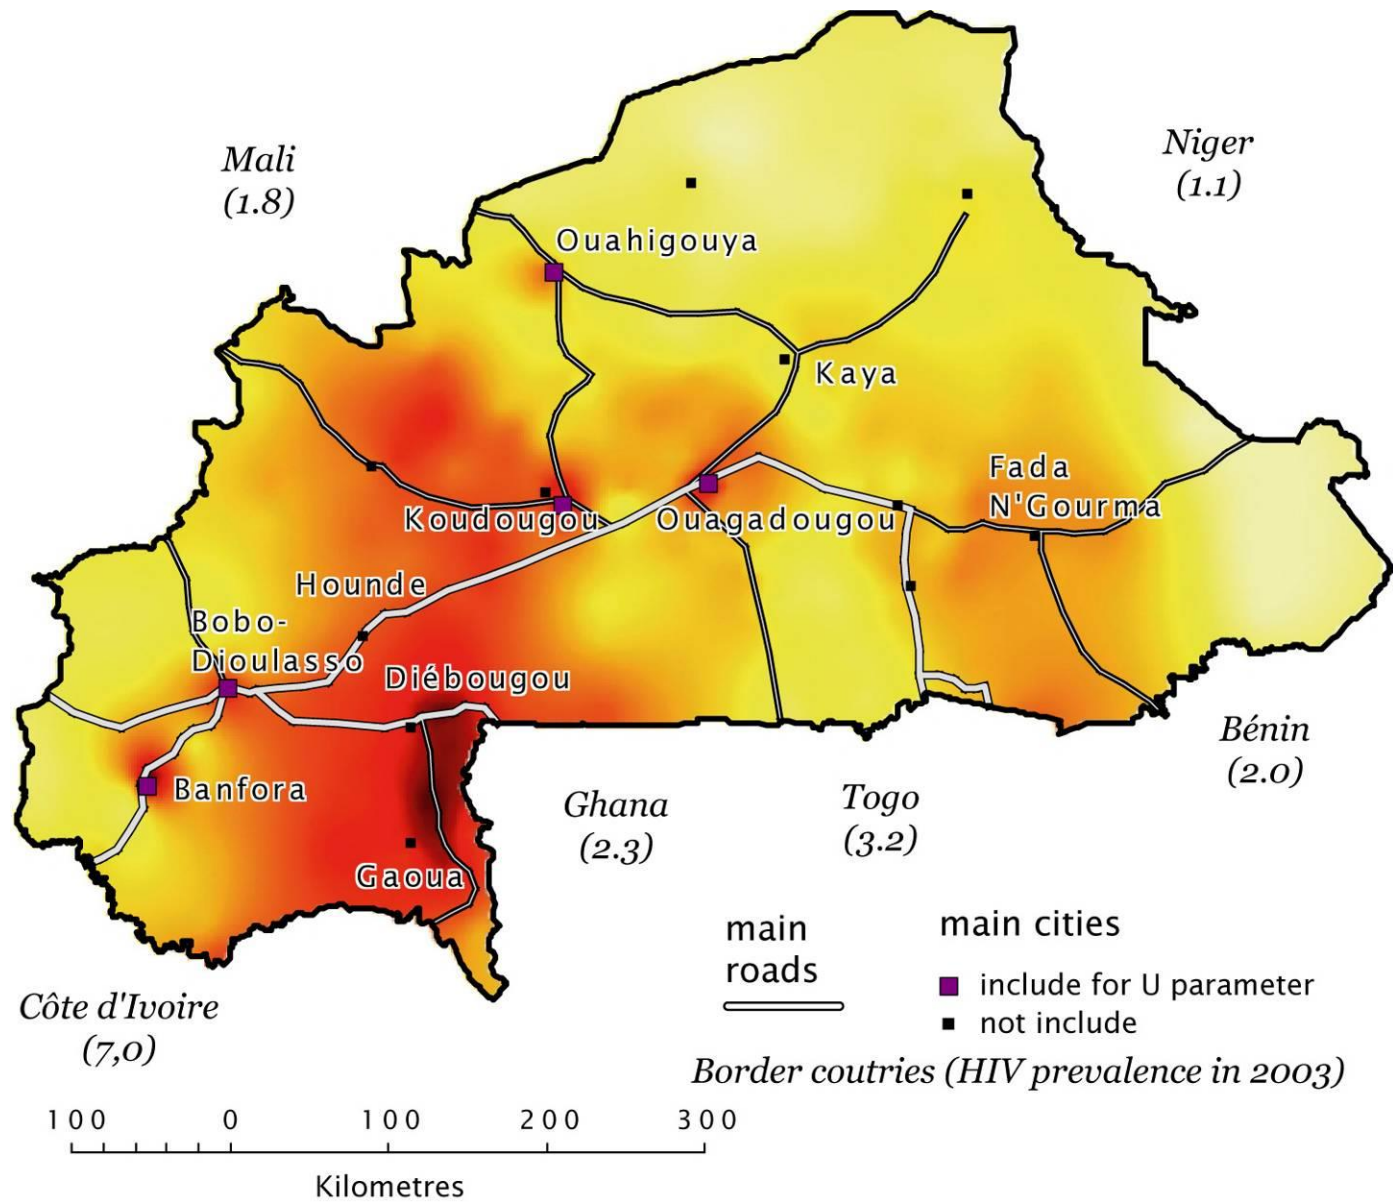 Mali
(1.8)
Niger
(1.1)
Ouahigouya
Kaya
Fada
N'Gourma
Koudougou
Ouagadougou
Hounde
Bobo-
Dioulasso
Diébougou
Banfora
Gaoua
Bénin
(2.0)
Ghana
(2.3)
Togo
(3.2)
Côte d'Ivoire
(7,0)
main
roads
main cities
include for U parameter
not include
Border coutries (HIV prevalence in 2003)
100 0 100 200 300
Kilometres